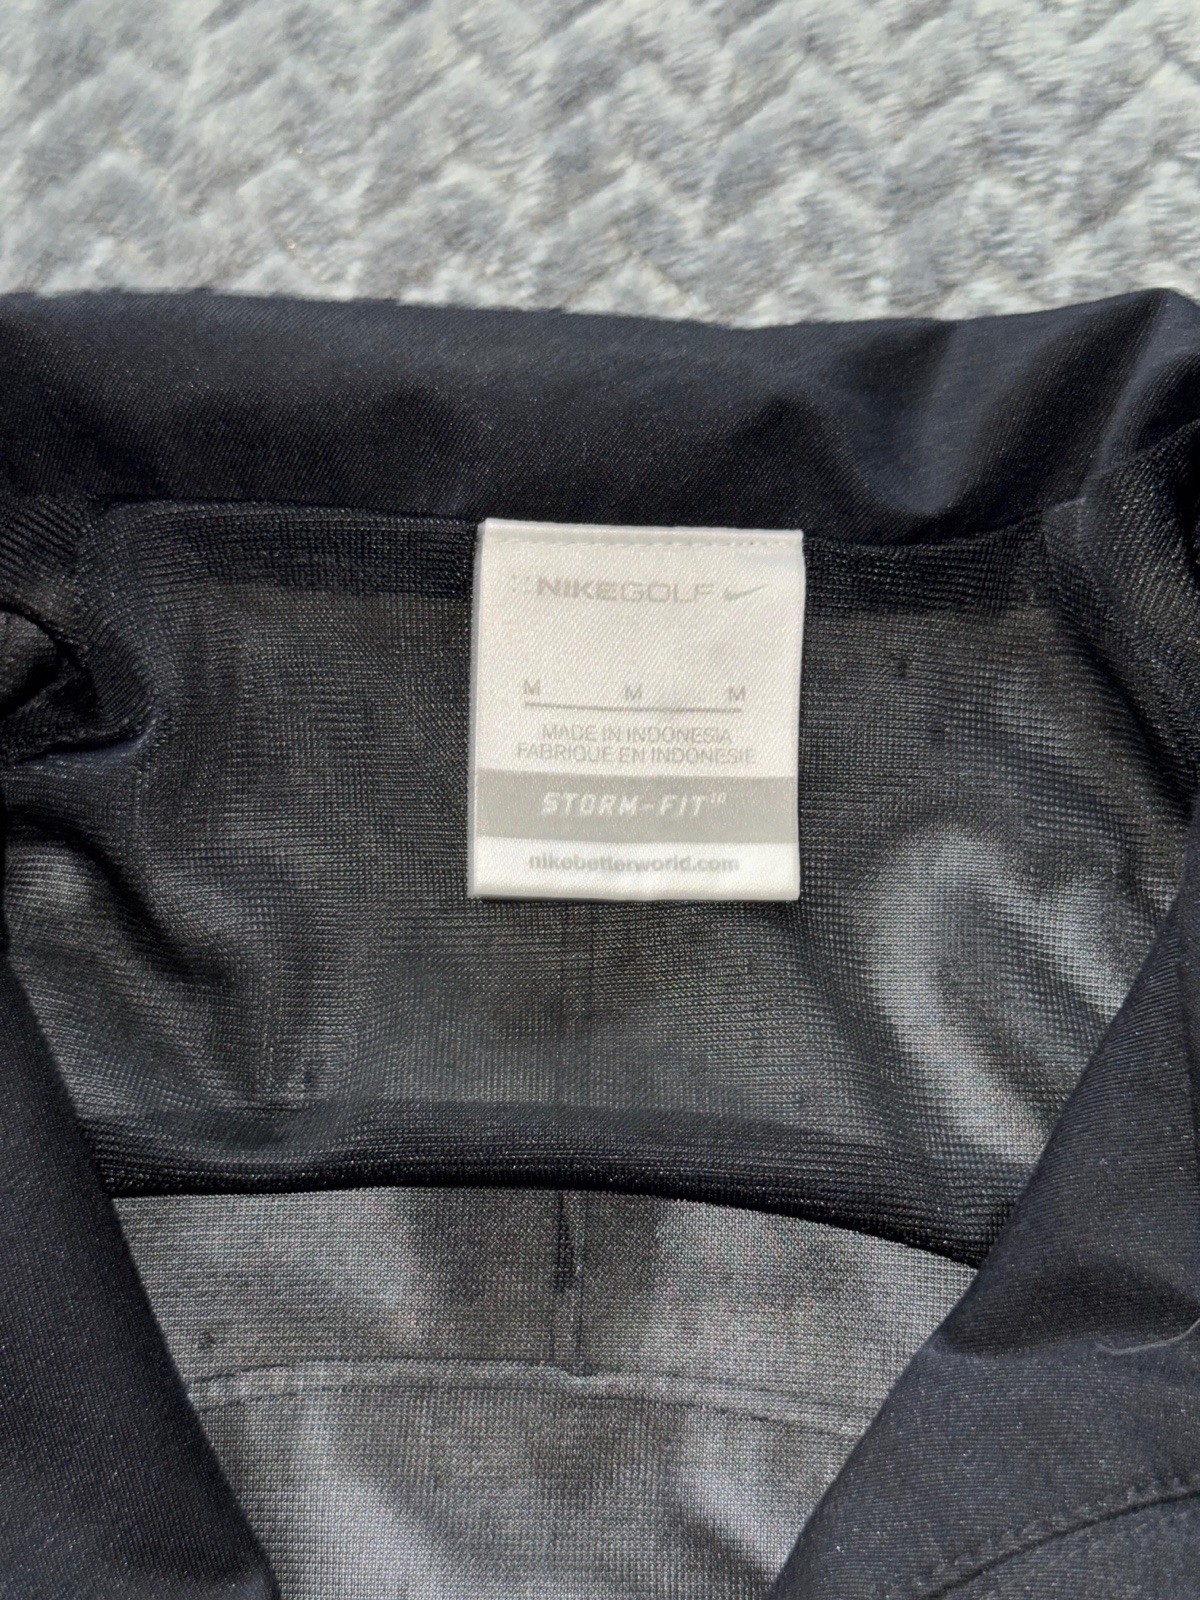 NIKEGOLF
M M M
MADE IN INDONESIA
FABRIQUE EN INDONESIE
STORM-FIT
nikebetterworld.com